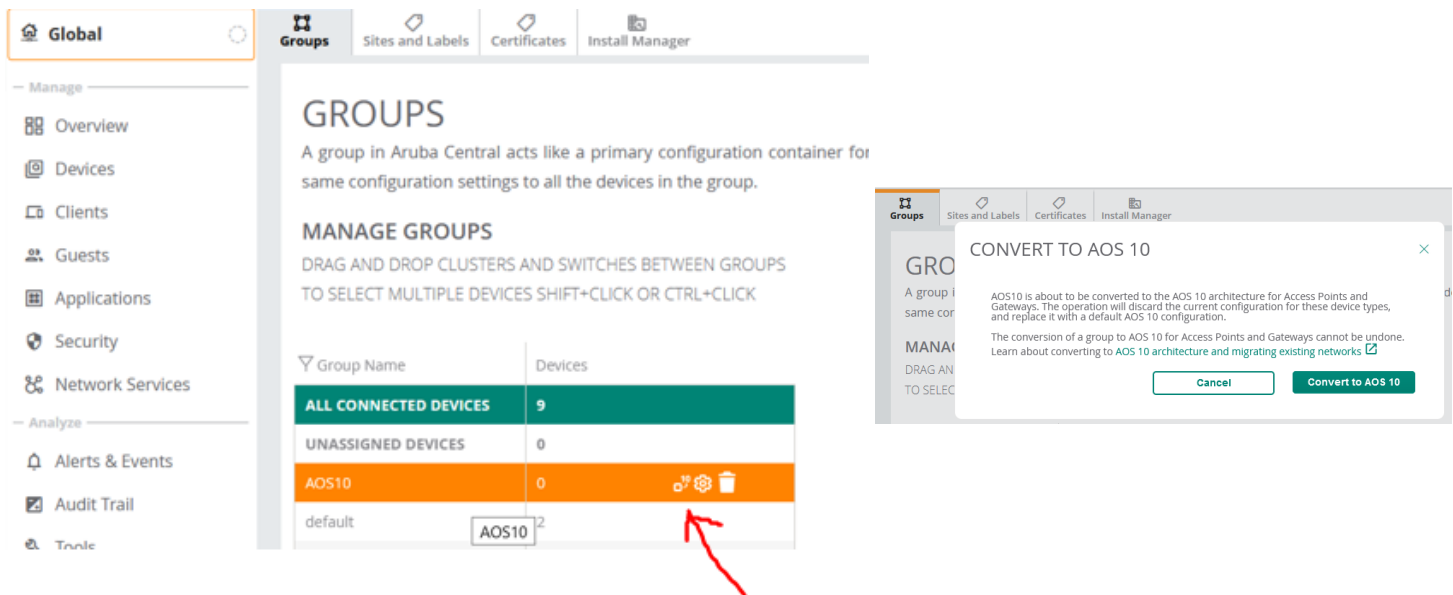 Global
Manage
Overview
Devices
Clients
Guests
Applications
Security
Network Services
Analyze
Alerts & Events
Audit Trail
Tools
Groups
Sites and Labels
Certificates
Install Manager
GROUPS
A group in Aruba Central acts like a primary configuration container for
same configuration settings to all the devices in the group.
MANAGE GROUPS
DRAG AND DROP CLUSTERS AND SWITCHES BETWEEN GROUPS
TO SELECT MULTIPLE DEVICES SHIFT+CLICK OR CTRL+CLICK
Group Name Devices
ALL CONNECTED DEVICES 9
UNASSIGNED DEVICES 0
AOS10 0 10
default 2
AOS10
Groups
Sites and Labels
Certificates
Install Manager
GRO
A group i
same cor
MANA
DRAG AN
TO SELEC
CONVERT TO AOS 10
AOS10 is about to be converted to the AOS 10 architecture for Access Points and
Gateways. The operation will discard the current configuration for these device types,
and replace it with a default AOS 10 configuration.
The conversion of a group to AOS 10 for Access Points and Gateways cannot be undone.
Learn about converting to AOS 10 architecture and migrating existing networks
Cancel
Convert to AOS 10